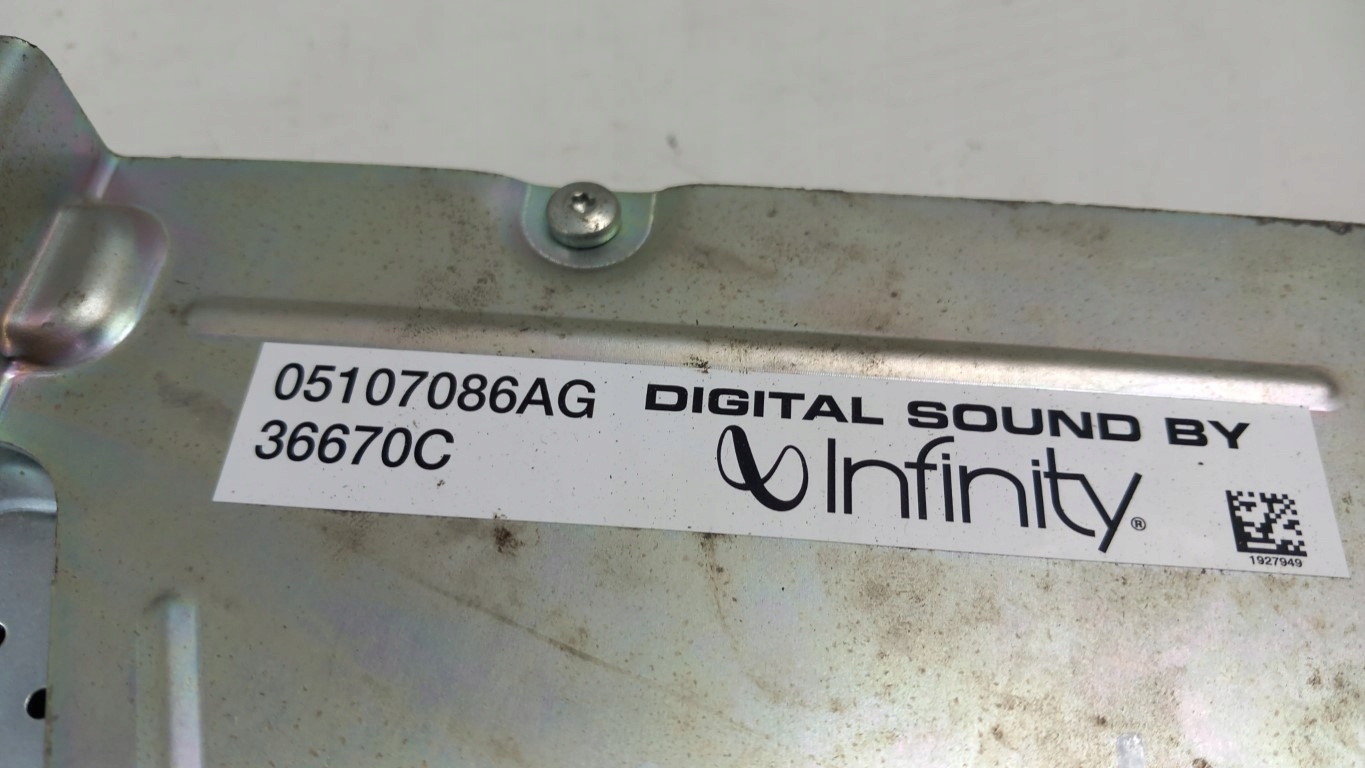 05107086AG
36670C
DIGITAL SOUND BY
Infinity®
1927949